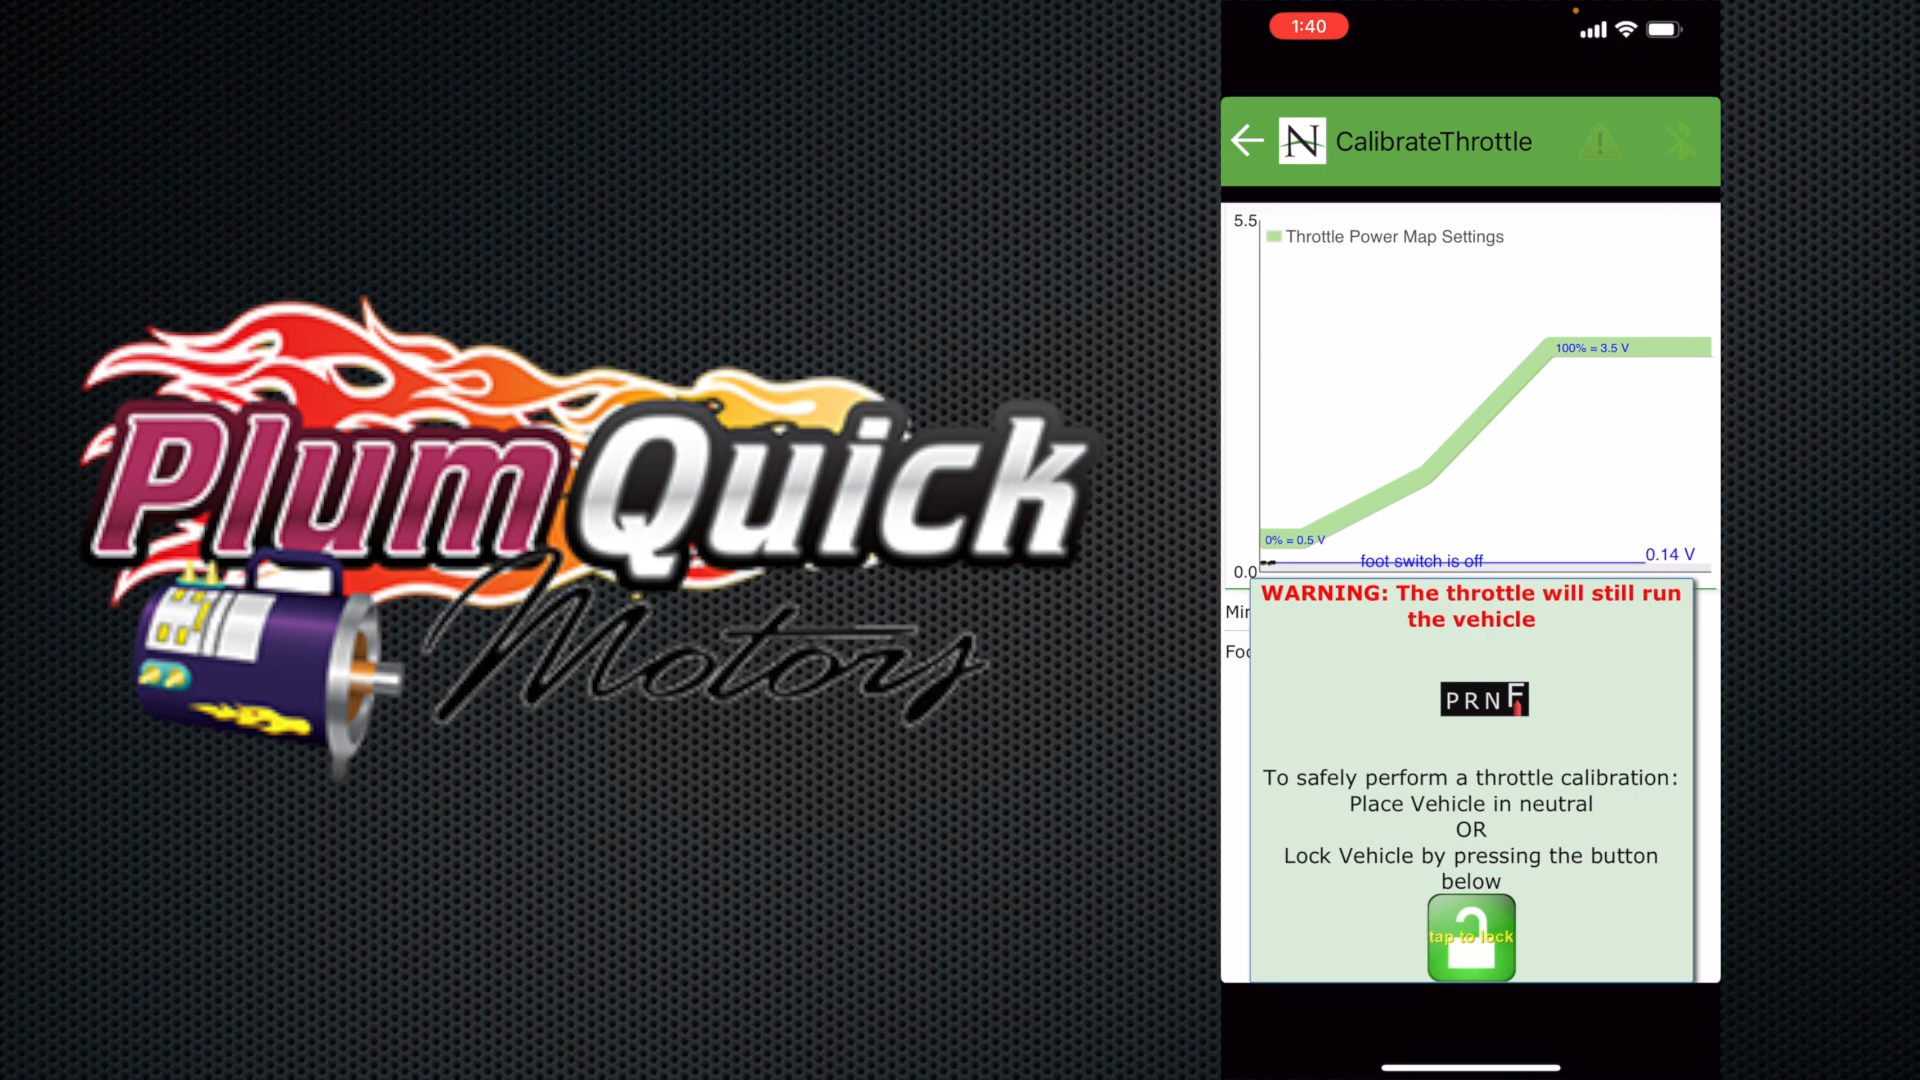 PlumQuick
Motors
1:40
N CalibrateThrottle
5.5
Throttle Power Map Settings
100% = 3.5 V
0% = 0.5 V
0.14 V
foot switch is off
0.0
WARNING: The throttle will still run
the vehicle
P R N F
To safely perform a throttle calibration:
Place Vehicle in neutral
OR
Lock Vehicle by pressing the button
below
tap to lock